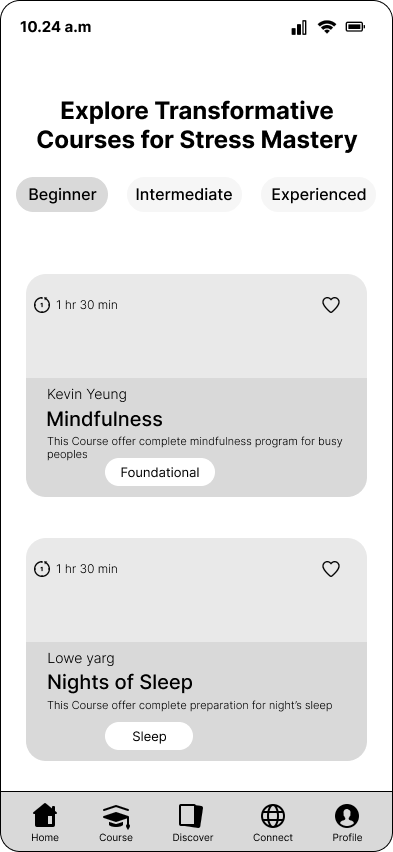 10.24 a.m
Explore Transformative
Courses for Stress Mastery
Beginner Intermediate Experienced
1 hr 30 min
Kevin Yeung
Mindfulness
This Course offer complete mindfulness program for busy
peoples
Foundational
1 hr 30 min
Lowe yarg
Nights of Sleep
This Course offer complete preparation for night’s sleep
Sleep
Home Course Discover Connect Profile